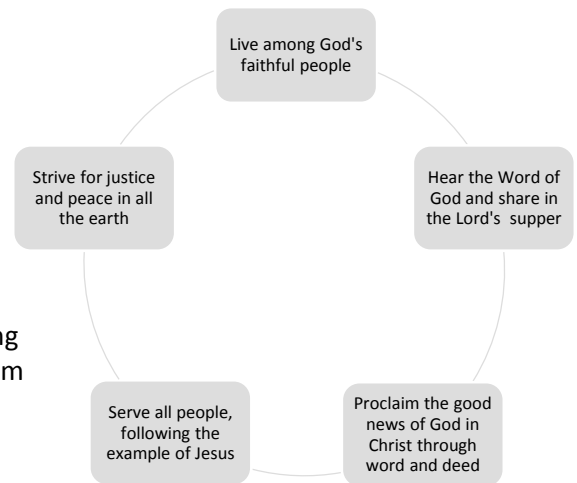 Live among God's
faithful people
Hear the Word of
God and share in
the Lord's  supper
Proclaim the good
news of God in
Christ through
word and deed
Serve all people,
following the
example of Jesus
Strive for justice
and peace in all
the earth